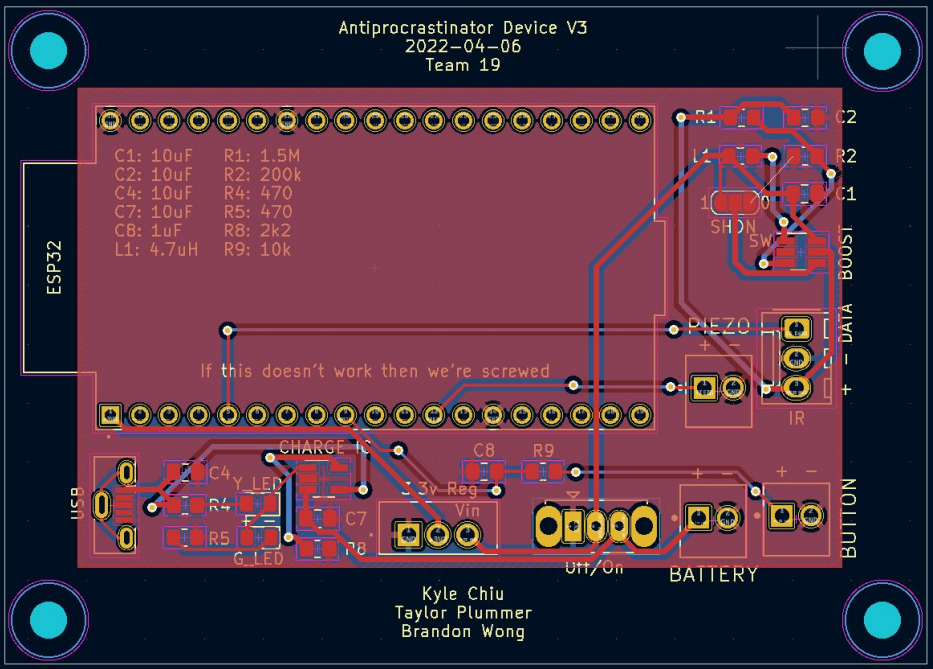 Antiprocrastinator Device V3
2022-04-06
Team 19
R1
C2
C1: 10uF R1: 1.5M
C2: 10uF R2: 200k
C4: 10uF R4: 470
C7: 10uF R5: 470
C8: 1uF R8: 2k2
L1: 4.7uH R9: 10k
L1
R2
C1
1
0
SHDN
SW
BOOST
ESP32
DATA
PIEZO
+ -
-
+
IR
If this doesn't work then we're screwed
CHARGE IC
C8
R9
USB
C4
Y_LED
R4
+ -
R5
G_LED
C7
R8
3.3v Reg
Vin
Off/On
+ -
BATTERY
+ -
BUTTON
Kyle Chiu
Taylor Plummer
Brandon Wong